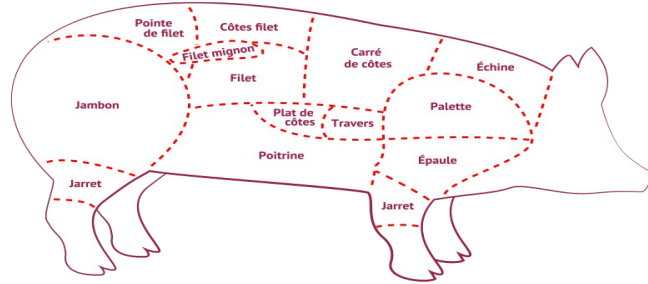 Pointe
de filet
Côtes filet
Filet mignon
Filet
Carré
de côtes
Échine
Jambon
Plat de
côtes
Travers
Palette
Poitrine
Épaule
Jarret
Jarret